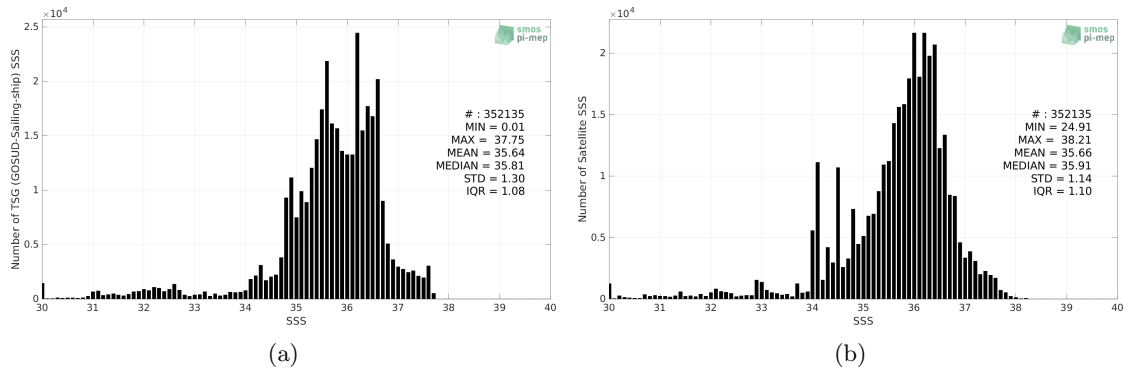 ×10⁴
2.5
2
1.5
1
0.5
0
Number of TSG (GOSUD-Sailing-ship) SSS
30 31 32 33 34 35 36 37 38 39 40
SSS
smos
pi-mep
# : 352135
MIN = 0.01
MAX = 37.75
MEAN = 35.64
MEDIAN = 35.81
STD = 1.30
IQR = 1.08
(a)
×10⁴
2
1.5
1
0.5
0
Number of Satellite SSS
30 31 32 33 34 35 36 37 38 39 40
SSS
smos
pi-mep
# : 352135
MIN = 24.91
MAX = 38.21
MEAN = 35.66
MEDIAN = 35.91
STD = 1.14
IQR = 1.10
(b)